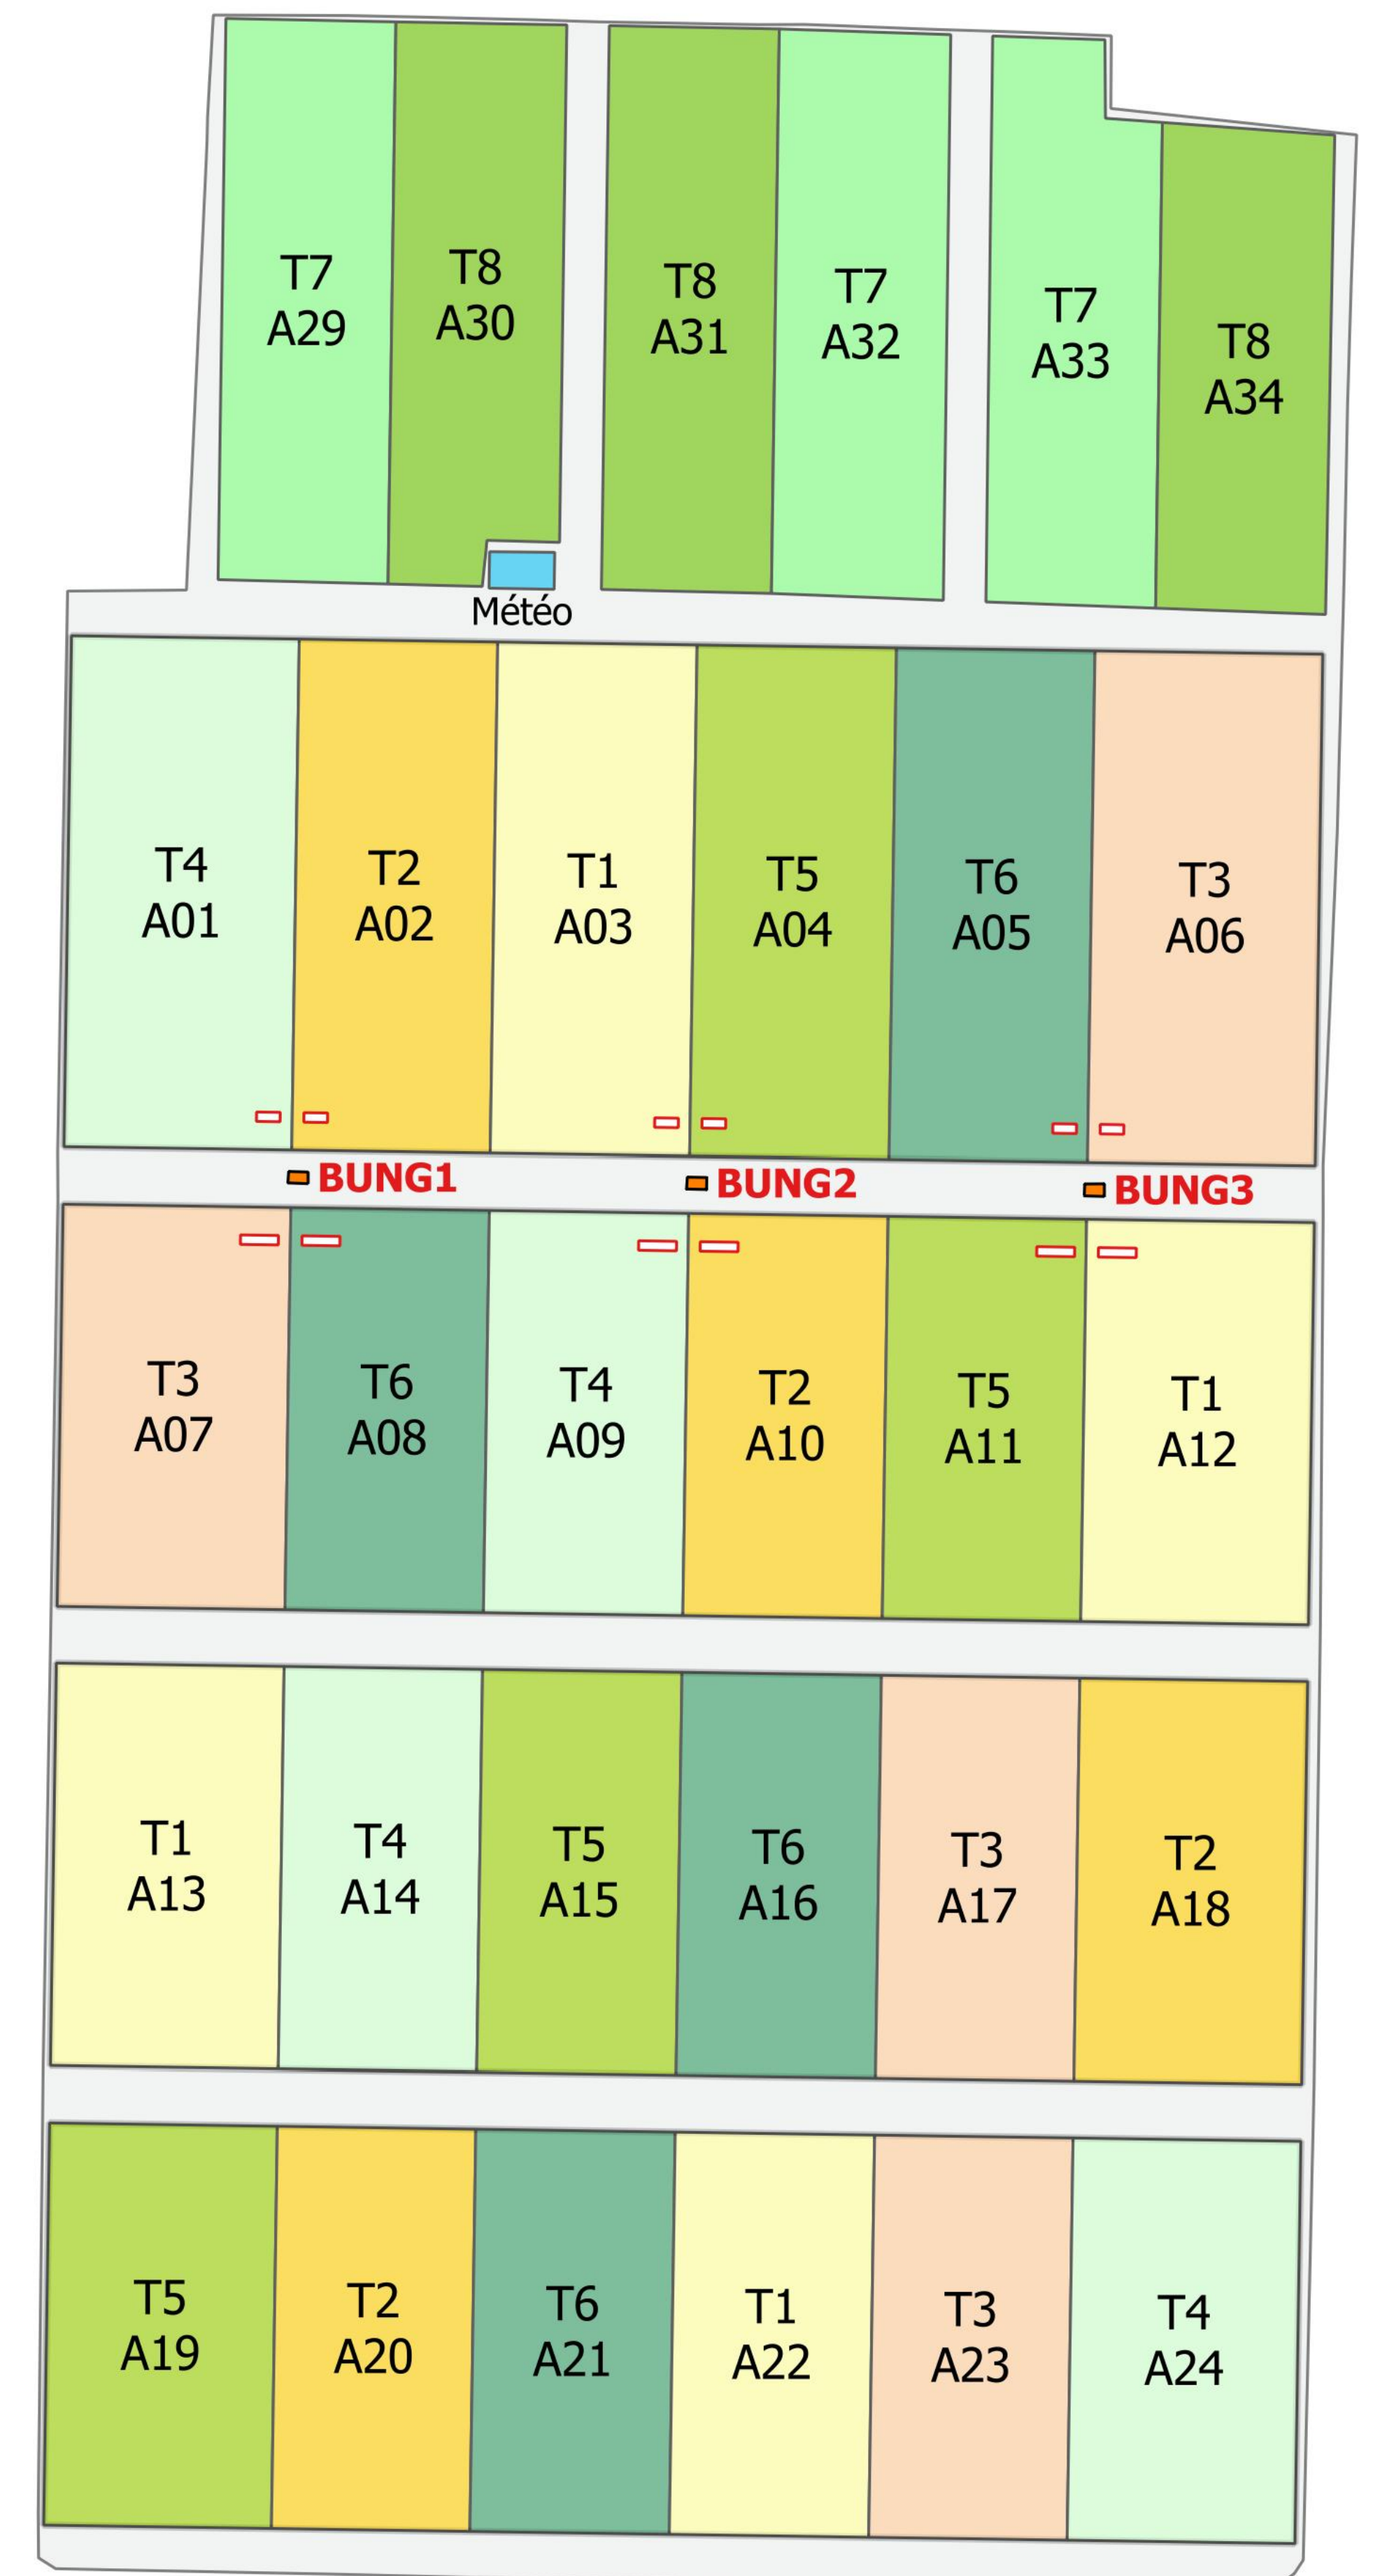 T7
A29
T8
A30
T8
A31
T7
A32
T7
A33
T8
A34
Météo
T4
A01
T2
A02
T1
A03
T5
A04
T6
A05
T3
A06
BUNG1
BUNG2
BUNG3
T3
A07
T6
A08
T4
A09
T2
A10
T5
A11
T1
A12
T1
A13
T4
A14
T5
A15
T6
A16
T3
A17
T2
A18
T5
A19
T2
A20
T6
A21
T1
A22
T3
A23
T4
A24